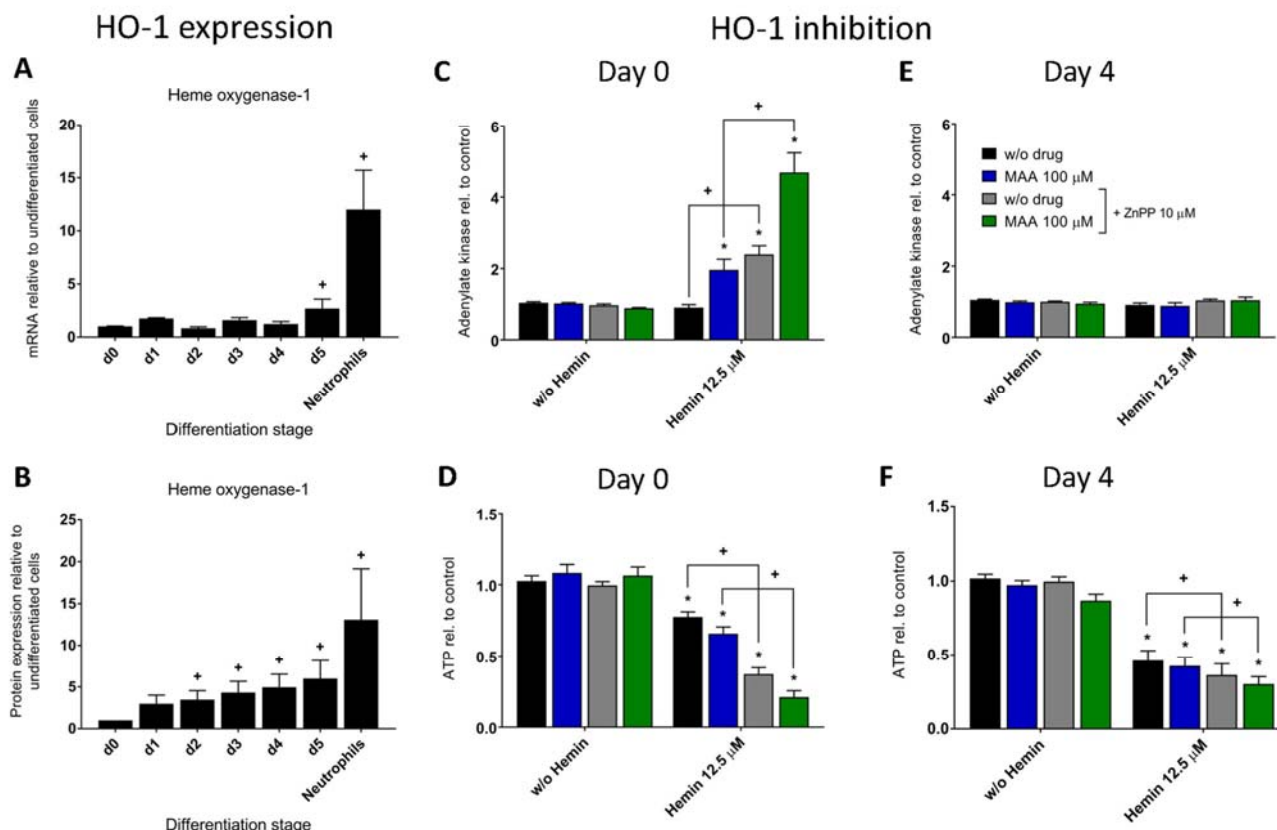 HO-1 expression
HO-1 inhibition
A
Heme oxygenase-1
mRNA relative to undifferentiated cells
20
15
10
5
0
+
+
d0
d1
d2
d3
d4
d5
Neutrophils
Differentiation stage
B
Heme oxygenase-1
Protein expression relative to
undifferentiated cells
25
20
15
10
5
0
+
+
+
+
+
d0
d1
d2
d3
d4
d5
Neutrophils
Differentiation stage
C
Day 0
Adenylate kinase rel. to control
6
4
2
0
+
+
*
*
*
w/o Hemin
Hemin 12.5 μM
D
Day 0
ATP rel. to control
1.5
1.0
0.5
0.0
+
+
*
*
*
*
w/o Hemin
Hemin 12.5 μM
E
Day 4
Adenylate kinase rel. to control
6
4
2
0
w/o drug
MAA 100 μM
w/o drug
MAA 100 μM
+ ZnPP 10 μM
w/o Hemin
Hemin 12.5 μM
F
Day 4
ATP rel. to control
1.5
1.0
0.5
0.0
+
+
*
*
*
*
w/o Hemin
Hemin 12.5 μM